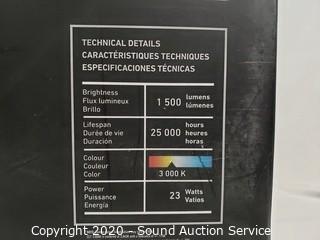 TECHNICAL DETAILS
CARACTÉRISTIQUES TECHNIQUES
ESPECIFICACIONES TÉCNICAS
Brightness
Flux lumineux
Brillo
1 500 lumens
lúmenes
Lifespan
Durée de vie
Duración
25 000 hours
heures
horas
Colour
Couleur
Color
3 000 K
Power
Puissance
Energía
23 Watts
Vatios
Copyright ©2020 - Sound Auction Service